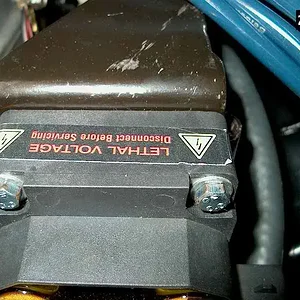 LETHAL VOLTAGE
Disconnect Before Servicing